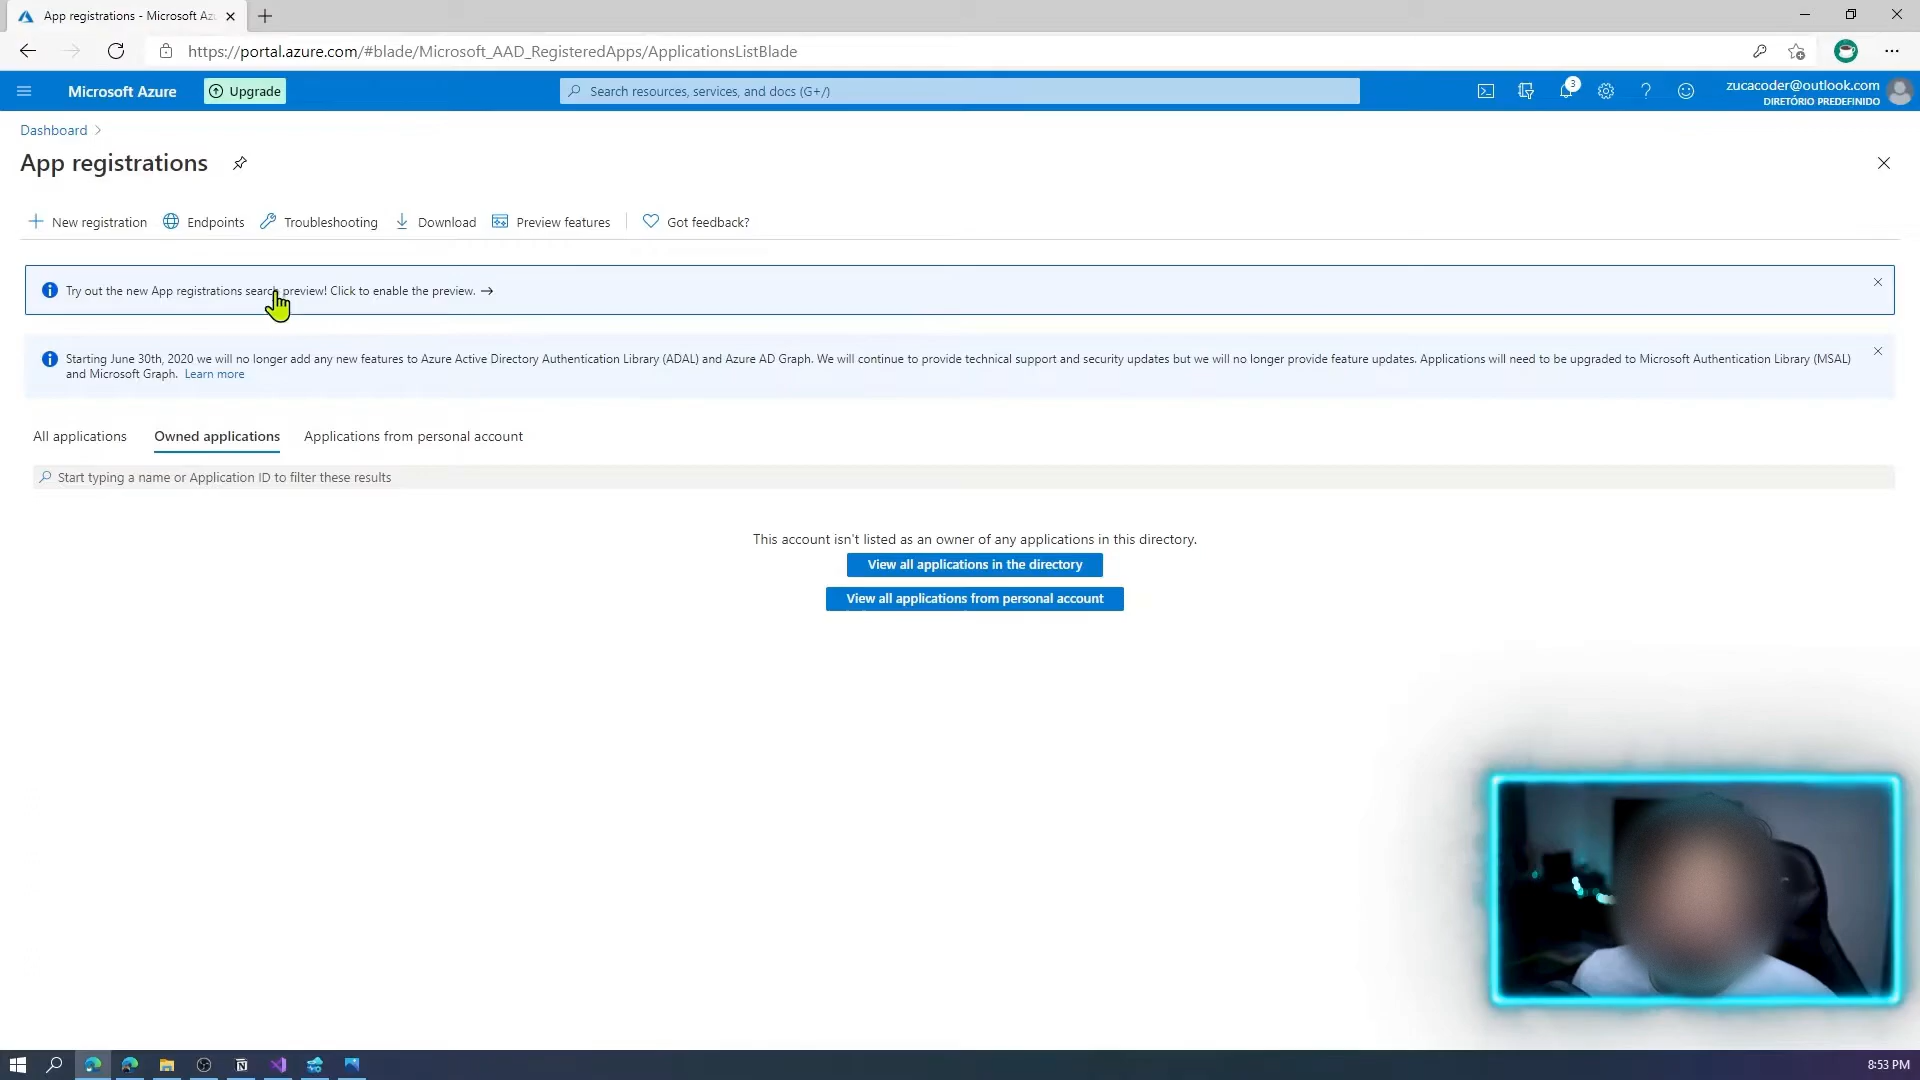 App registrations - Microsoft Az
https://portal.azure.com/#blade/Microsoft_AAD_RegisteredApps/ApplicationsListBlade
Microsoft Azure
Upgrade
Search resources, services, and docs (G+/)
3
zucacoder@outlook.com
DIRETÓRIO PREDEFINIDO
Dashboard
App registrations
New registration
Endpoints
Troubleshooting
Download
Preview features
Got feedback?
Try out the new App registrations search preview! Click to enable the preview.
Starting June 30th, 2020 we will no longer add any new features to Azure Active Directory Authentication Library (ADAL) and Azure AD Graph. We will continue to provide technical support and security updates but we will no longer provide feature updates. Applications will need to be upgraded to Microsoft Authentication Library (MSAL)
and Microsoft Graph. Learn more
All applications
Owned applications
Applications from personal account
Start typing a name or Application ID to filter these results
This account isn't listed as an owner of any applications in this directory.
View all applications in the directory
View all applications from personal account
8:53 PM